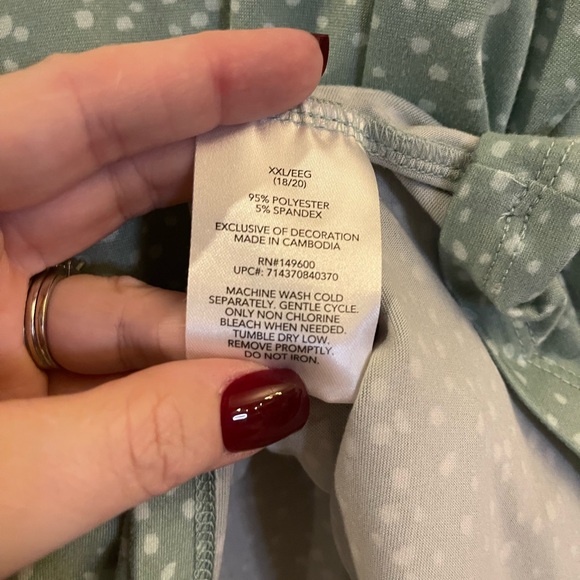 XXL/EEG
(18/20)
95% POLYESTER
5% SPANDEX
EXCLUSIVE OF DECORATION
MADE IN CAMBODIA
RN#149600
UPC#: 714370840370
MACHINE WASH COLD
SEPARATELY. GENTLE CYCLE.
ONLY NON CHLORINE
BLEACH WHEN NEEDED.
TUMBLE DRY LOW.
REMOVE PROMPTLY.
DO NOT IRON.